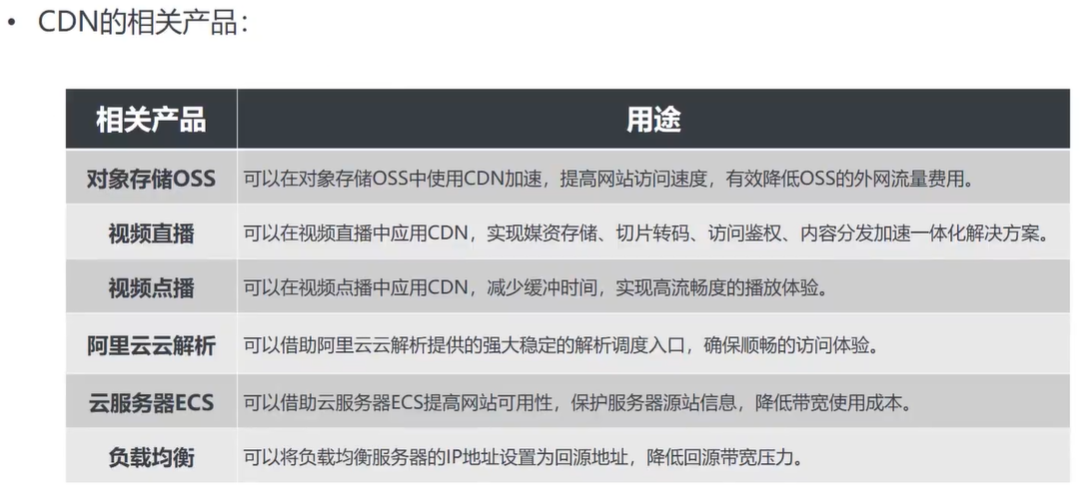 • CDN的相关产品：
相关产品 用途
对象存储OSS 可以在对象存储OSS中使用CDN加速，提高网站访问速度，有效降低OSS的外网流量费用。
视频直播 可以在视频直播中应用CDN，实现媒资存储、切片转码、访问鉴权、内容分发加速一体化解决方案。
视频点播 可以在视频点播中应用CDN，减少缓冲时间，实现高流畅度的播放体验。
阿里云云解析 可以借助阿里云云解析提供的强大稳定的解析调度入口，确保顺畅的访问体验。
云服务器ECS 可以借助云服务器ECS提高网站可用性，保护服务器源站信息，降低带宽使用成本。
负载均衡 可以将负载均衡服务器的IP地址设置为回源地址，降低回源带宽压力。